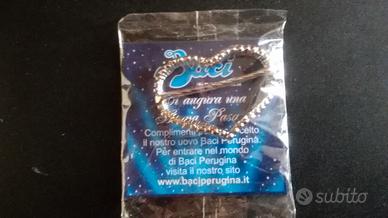 Baci
Ti augura una
Complimenti
il nostro uovo Baci Perugina.
Per entrare nel mondo
di Baci Perugina
visita il nostro sito
www.baciperugina.it
subito